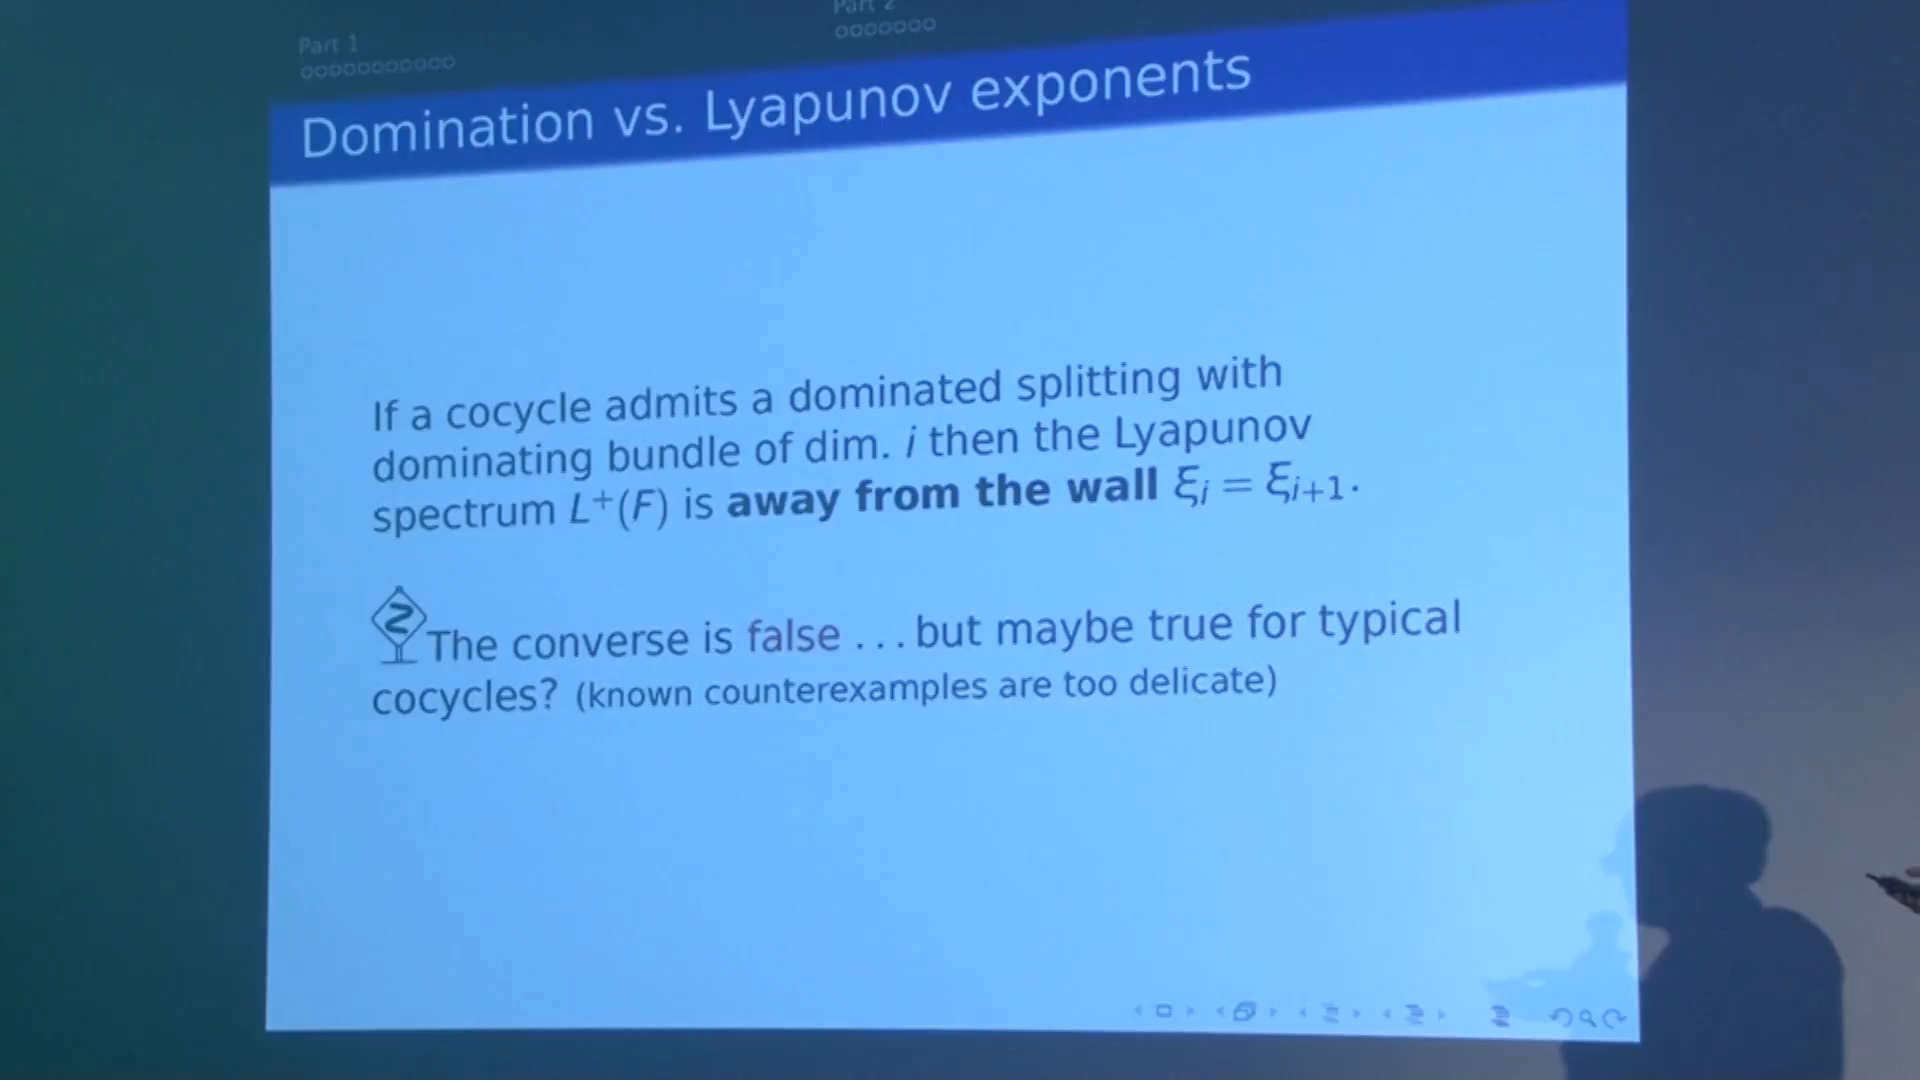 Part 1
Part 2
Domination vs. Lyapunov exponents
If a cocycle admits a dominated splitting with
dominating bundle of dim. i then the Lyapunov
spectrum L⁺(F) is away from the wall ξᵢ = ξᵢ₊₁.
The converse is false ... but maybe true for typical
cocycles? (known counterexamples are too delicate)